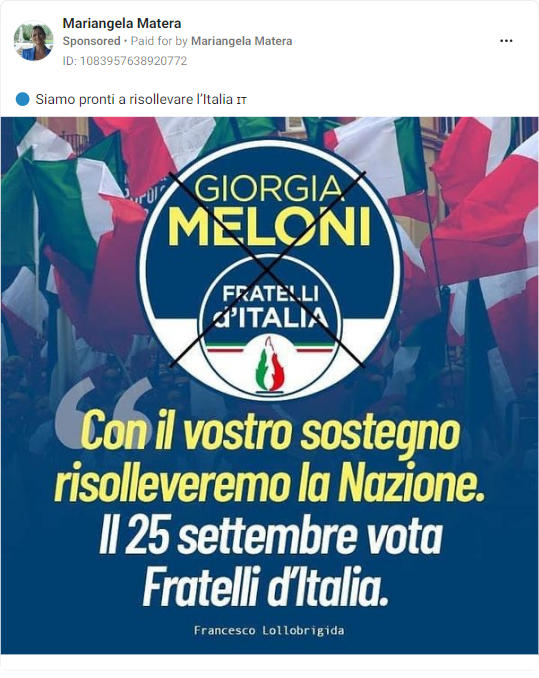 Mariangela Matera
Sponsored • Paid for by Mariangela Matera
ID: 1083957638920772
Siamo pronti a risollevare l’Italia IT
GIORGIA
MELONI
FRATELLI
d'ITALIA
“Con il vostro sostegno
risolleveremo la Nazione.
Il 25 settembre vota
Fratelli d’Italia.
Francesco Lollobrigida